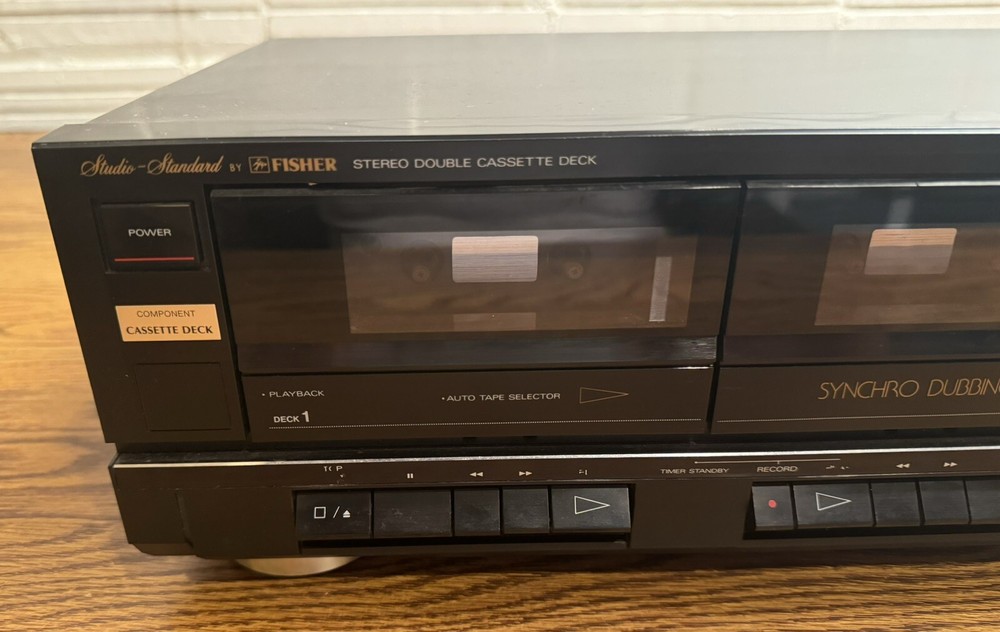 Studio-Standard BY FISHER STEREO DOUBLE CASSETTE DECK
POWER
COMPONENT
CASSETTE DECK
• PLAYBACK
• AUTO TAPE SELECTOR
DECK 1
SYNCHRO DUBBIN
TIMER STANDBY
RECORD